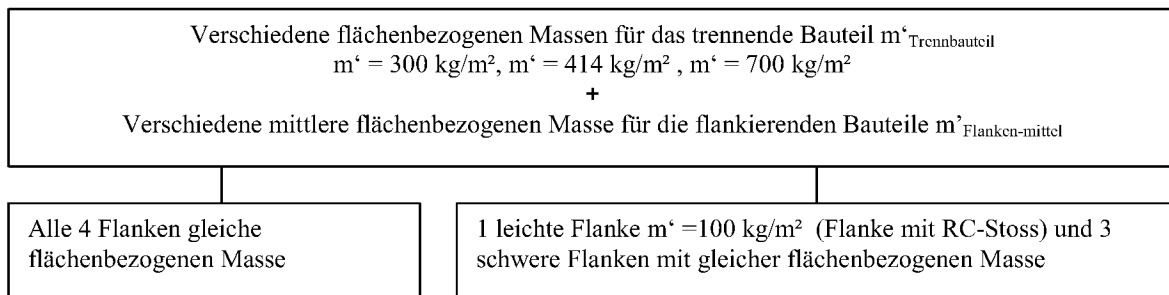 Verschiedene flächenbezogenen Massen für das trennende Bauteil m‘Trennbauteil
m‘ = 300 kg/m², m‘ = 414 kg/m² , m‘ = 700 kg/m²
+
Verschiedene mittlere flächenbezogenen Masse für die flankierenden Bauteile m’Flanken-mittel
Alle 4 Flanken gleiche
flächenbezogenen Masse
1 leichte Flanke m‘ =100 kg/m² (Flanke mit RC-Stoss) und 3
schwere Flanken mit gleicher flächenbezogenen Masse